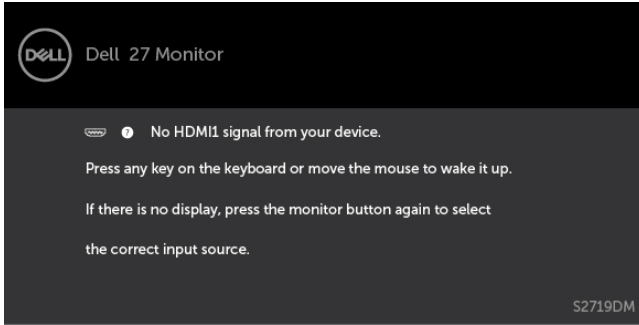 DELL
Dell 27 Monitor
? No HDMI1 signal from your device.
Press any key on the keyboard or move the mouse to wake it up.
If there is no display, press the monitor button again to select
the correct input source.
S2719DM